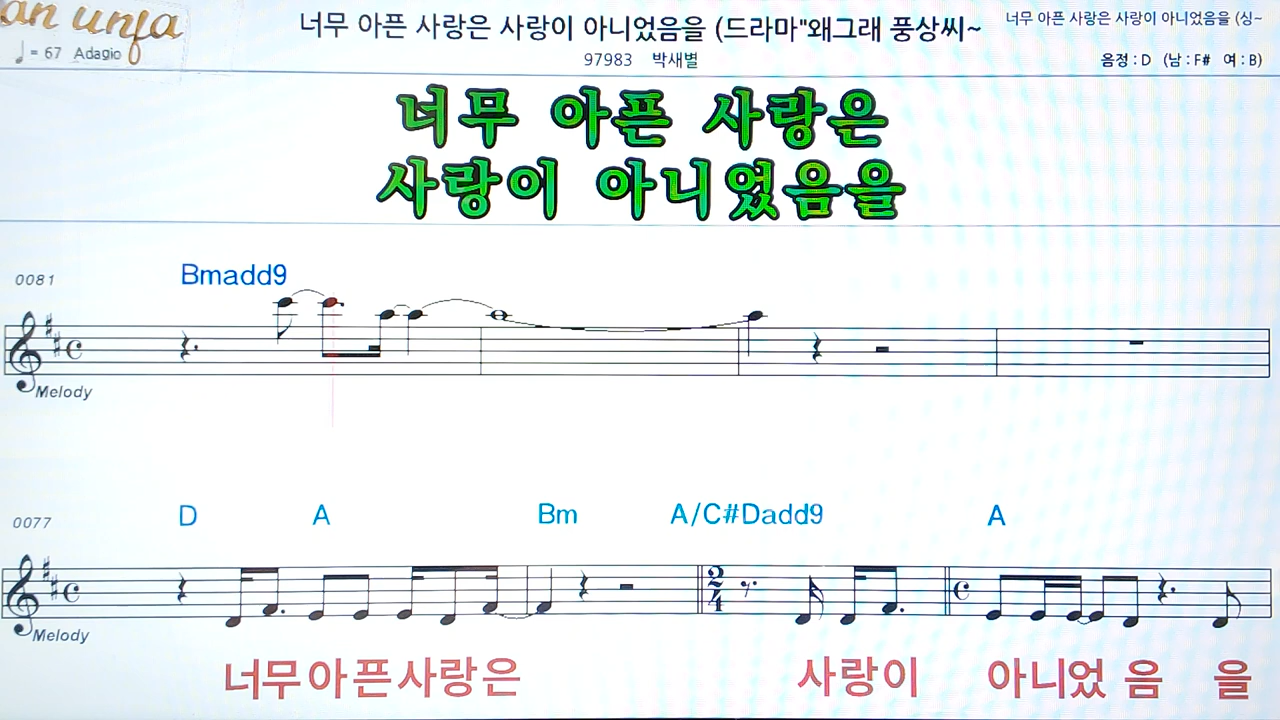 너무 아픈 사랑은 사랑이 아니었음을 (드라마"왜그래 풍상씨~
너무 아픈 사랑은 사랑이 아니었음을 (싱~
♩= 67 Adagio
97983 박새별
음정 : D (남 : F# 여 : B)
너무 아픈 사랑은
사랑이 아니였음을
0081
Bmadd9
Melody
0077
D A Bm A/C#Dadd9 A
2/4
Melody
너무아픈사랑은 사랑이 아니었 음 을